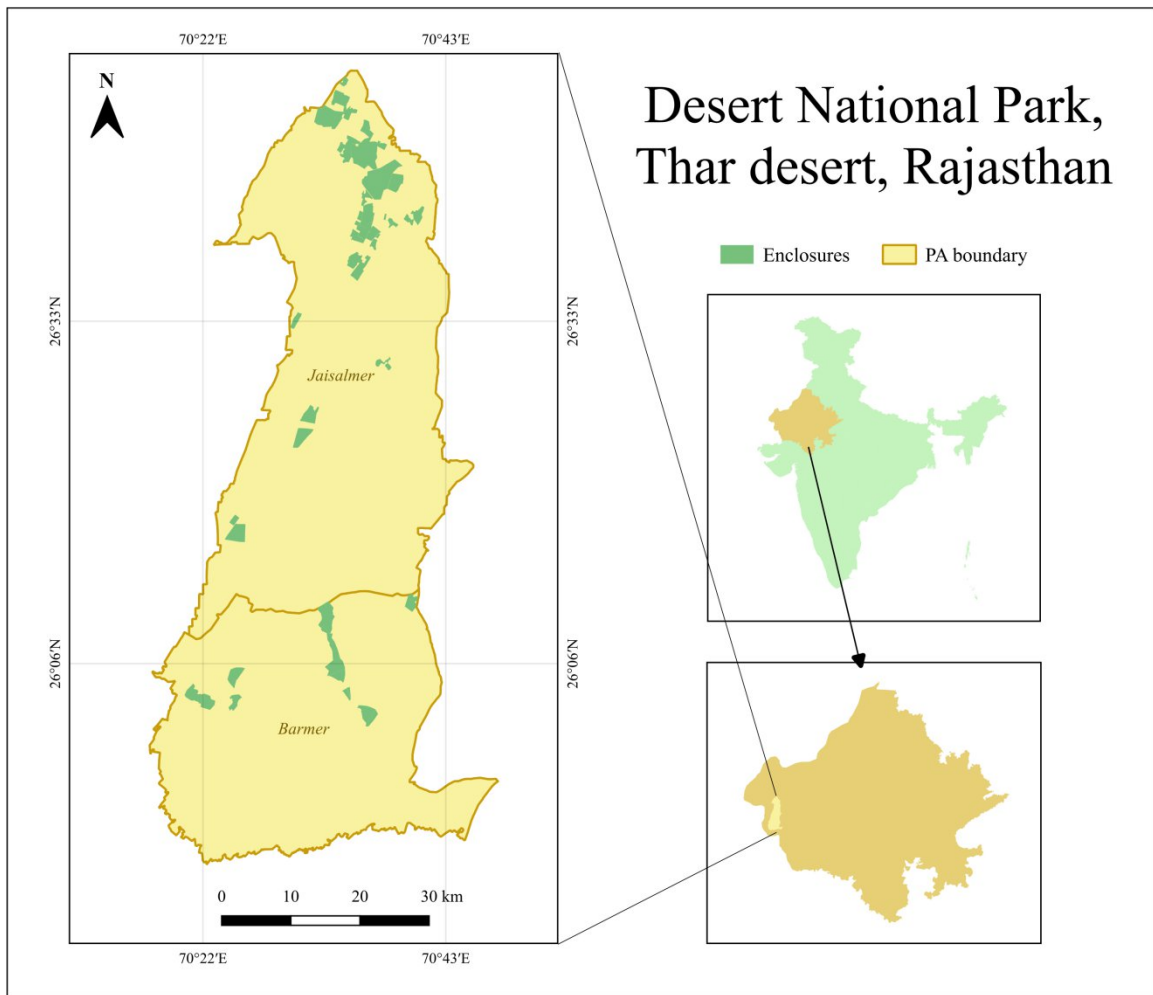 Desert National Park,
Thar desert, Rajasthan
Enclosures
PA boundary
70°22'E
70°43'E
N
26°33'N
26°33'N
Jaisalmer
26°06'N
26°06'N
Barmer
0 10 20 30 km
70°22'E
70°43'E